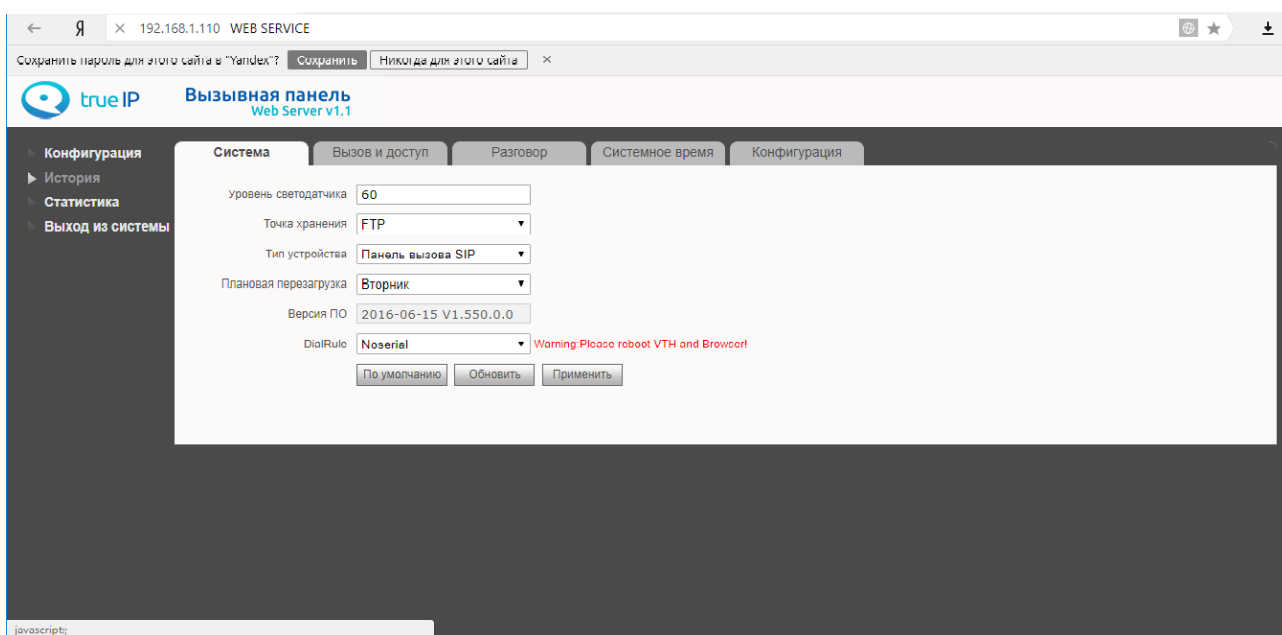 Я 192.168.1.110 WEB SERVICE
Сохранить пароль для этого сайта в "Yandex"? Сохранить Никогда для этого сайта
true IP
Вызывная панель
Web Server v1.1
Конфигурация
История
Статистика
Выход из системы
Система Вызов и доступ Разговор Системное время Конфигурация
Уровень светодатчика 60
Точка хранения FTP
Тип устройства Панель вызова SIP
Плановая перезагрузка Вторник
Версия ПО 2016-06-15 V1.550.0.0
DialRule Noserial Warning:Please reboot VTH and Browser!
По умолчанию Обновить Применить
javascript:;